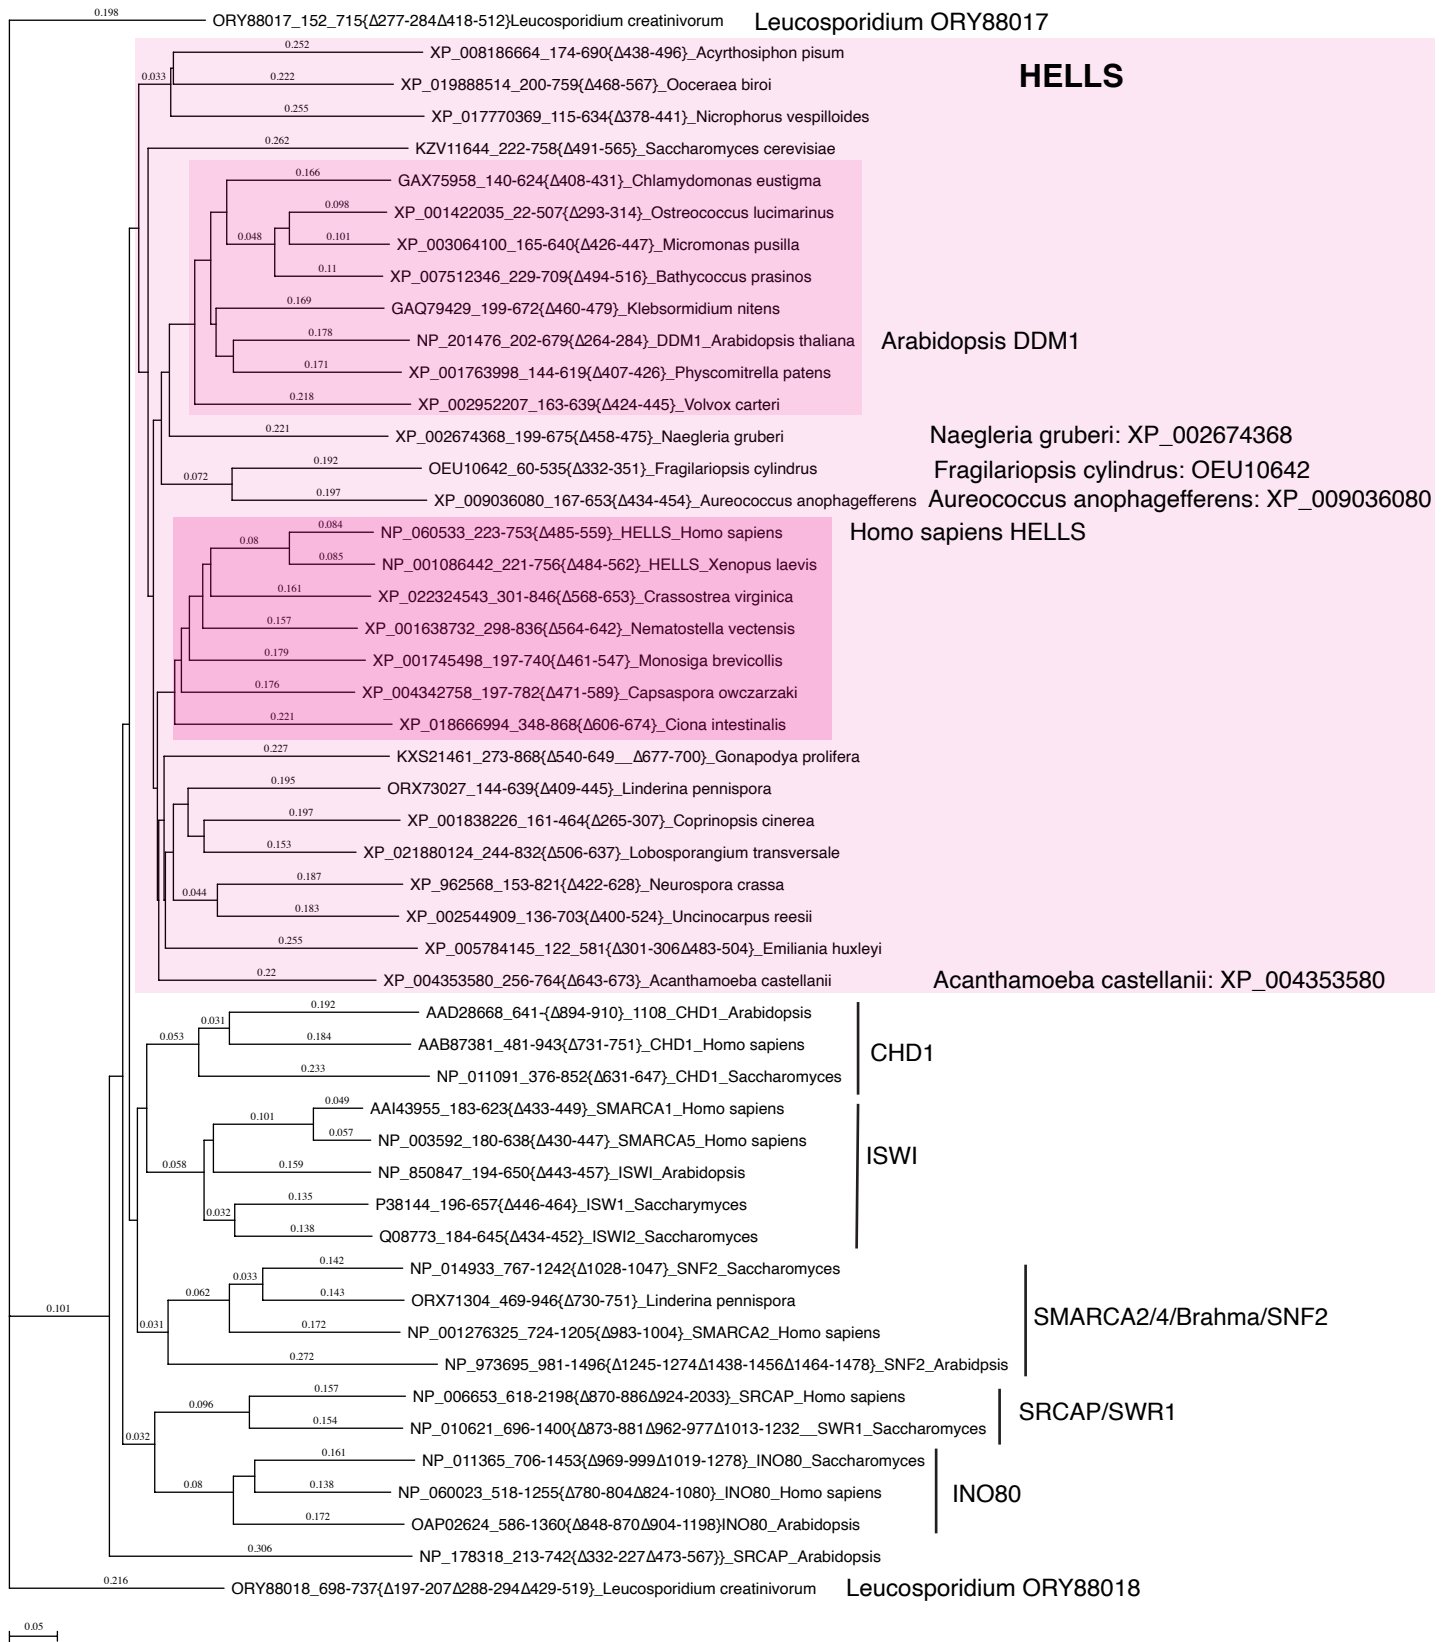 0.198
ORY88017_152_715{Δ277-284Δ418-512}Leucosporidium creatinivorum
Leucosporidium ORY88017
0.252
XP_008186664_174-690{Δ438-496}_Acyrthosiphon pisum
HELLS
0.033
0.222
XP_019888514_200-759{Δ468-567}_Ooceraea biroi
0.255
XP_017770369_115-634{Δ378-441}_Nicrophorus vespilloides
0.262
KZV11644_222-758{Δ491-565}_Saccharomyces cerevisiae
0.166
GAX75958_140-624{Δ408-431}_Chlamydomonas eustigma
0.098
XP_001422035_22-507{Δ293-314}_Ostreococcus lucimarinus
0.048
0.101
XP_003064100_165-640{Δ426-447}_Micromonas pusilla
0.11
XP_007512346_229-709{Δ494-516}_Bathycoccus prasinos
0.169
GAQ79429_199-672{Δ460-479}_Klebsormidium nitens
0.178
NP_201476_202-679{Δ264-284}_DDM1_Arabidopsis thaliana
Arabidopsis DDM1
0.171
XP_001763998_144-619{Δ407-426}_Physcomitrella patens
0.218
XP_002952207_163-639{Δ424-445}_Volvox carteri
0.221
XP_002674368_199-675{Δ458-475}_Naegleria gruberi
Naegleria gruberi: XP_002674368
0.192
OEU10642_60-535{Δ332-351}_Fragilariopsis cylindrus
Fragilariopsis cylindrus: OEU10642
0.072
0.197
XP_009036080_167-653{Δ434-454}_Aureococcus anophagefferens
Aureococcus anophagefferens: XP_009036080
0.084
NP_060533_223-753{Δ485-559}_HELLS_Homo sapiens
Homo sapiens HELLS
0.08
0.085
NP_001086442_221-756{Δ484-562}_HELLS_Xenopus laevis
0.161
XP_022324543_301-846{Δ568-653}_Crassostrea virginica
0.157
XP_001638732_298-836{Δ564-642}_Nematostella vectensis
0.179
XP_001745498_197-740{Δ461-547}_Monosiga brevicollis
0.176
XP_004342758_197-782{Δ471-589}_Capsaspora owczarzaki
0.221
XP_018666994_348-868{Δ606-674}_Ciona intestinalis
0.227
KXS21461_273-868{Δ540-649__Δ677-700}_Gonapodya prolifera
0.195
ORX73027_144-639{Δ409-445}_Linderina pennispora
0.197
XP_001838226_161-464{Δ265-307}_Coprinopsis cinerea
0.153
XP_021880124_244-832{Δ506-637}_Lobosporangium transversale
0.187
XP_962568_153-821{Δ422-628}_Neurospora crassa
0.044
0.183
XP_002544909_136-703{Δ400-524}_Uncinocarpus reesii
0.255
XP_005784145_122_581{Δ301-306Δ483-504}_Emiliania huxleyi
0.22
XP_004353580_256-764{Δ643-673}_Acanthamoeba castellanii
Acanthamoeba castellanii: XP_004353580
0.192
AAD28668_641-{Δ894-910}_1108_CHD1_Arabidopsis
0.031
0.053
0.184
AAB87381_481-943{Δ731-751}_CHD1_Homo sapiens
CHD1
0.233
NP_011091_376-852{Δ631-647}_CHD1_Saccharomyces
0.049
AAI43955_183-623{Δ433-449}_SMARCA1_Homo sapiens
0.101
0.057
NP_003592_180-638{Δ430-447}_SMARCA5_Homo sapiens
ISWI
0.058
0.159
NP_850847_194-650{Δ443-457}_ISWI_Arabidopsis
0.135
P38144_196-657{Δ446-464}_ISW1_Saccharymyces
0.032
0.138
Q08773_184-645{Δ434-452}_ISWI2_Saccharomyces
0.142
NP_014933_767-1242{Δ1028-1047}_SNF2_Saccharomyces
0.033
0.062
0.143
ORX71304_469-946{Δ730-751}_Linderina pennispora
0.101
SMARCA2/4/Brahma/SNF2
0.031
0.172
NP_001276325_724-1205{Δ983-1004}_SMARCA2_Homo sapiens
0.272
NP_973695_981-1496{Δ1245-1274Δ1438-1456Δ1464-1478}_SNF2_Arabidpsis
0.157
NP_006653_618-2198{Δ870-886Δ924-2033}_SRCAP_Homo sapiens
0.096
SRCAP/SWR1
0.154
NP_010621_696-1400{Δ873-881Δ962-977Δ1013-1232__SWR1_Saccharomyces
0.032
0.161
NP_011365_706-1453{Δ969-999Δ1019-1278}_INO80_Saccharomyces
0.08
0.138
NP_060023_518-1255{Δ780-804Δ824-1080}_INO80_Homo sapiens
INO80
0.172
OAP02624_586-1360{Δ848-870Δ904-1198}INO80_Arabidopsis
0.306
NP_178318_213-742{Δ332-227Δ473-567}}_SRCAP_Arabidopsis
0.216
ORY88018_698-737{Δ197-207Δ288-294Δ429-519}_Leucosporidium creatinivorum
Leucosporidium ORY88018
0.05